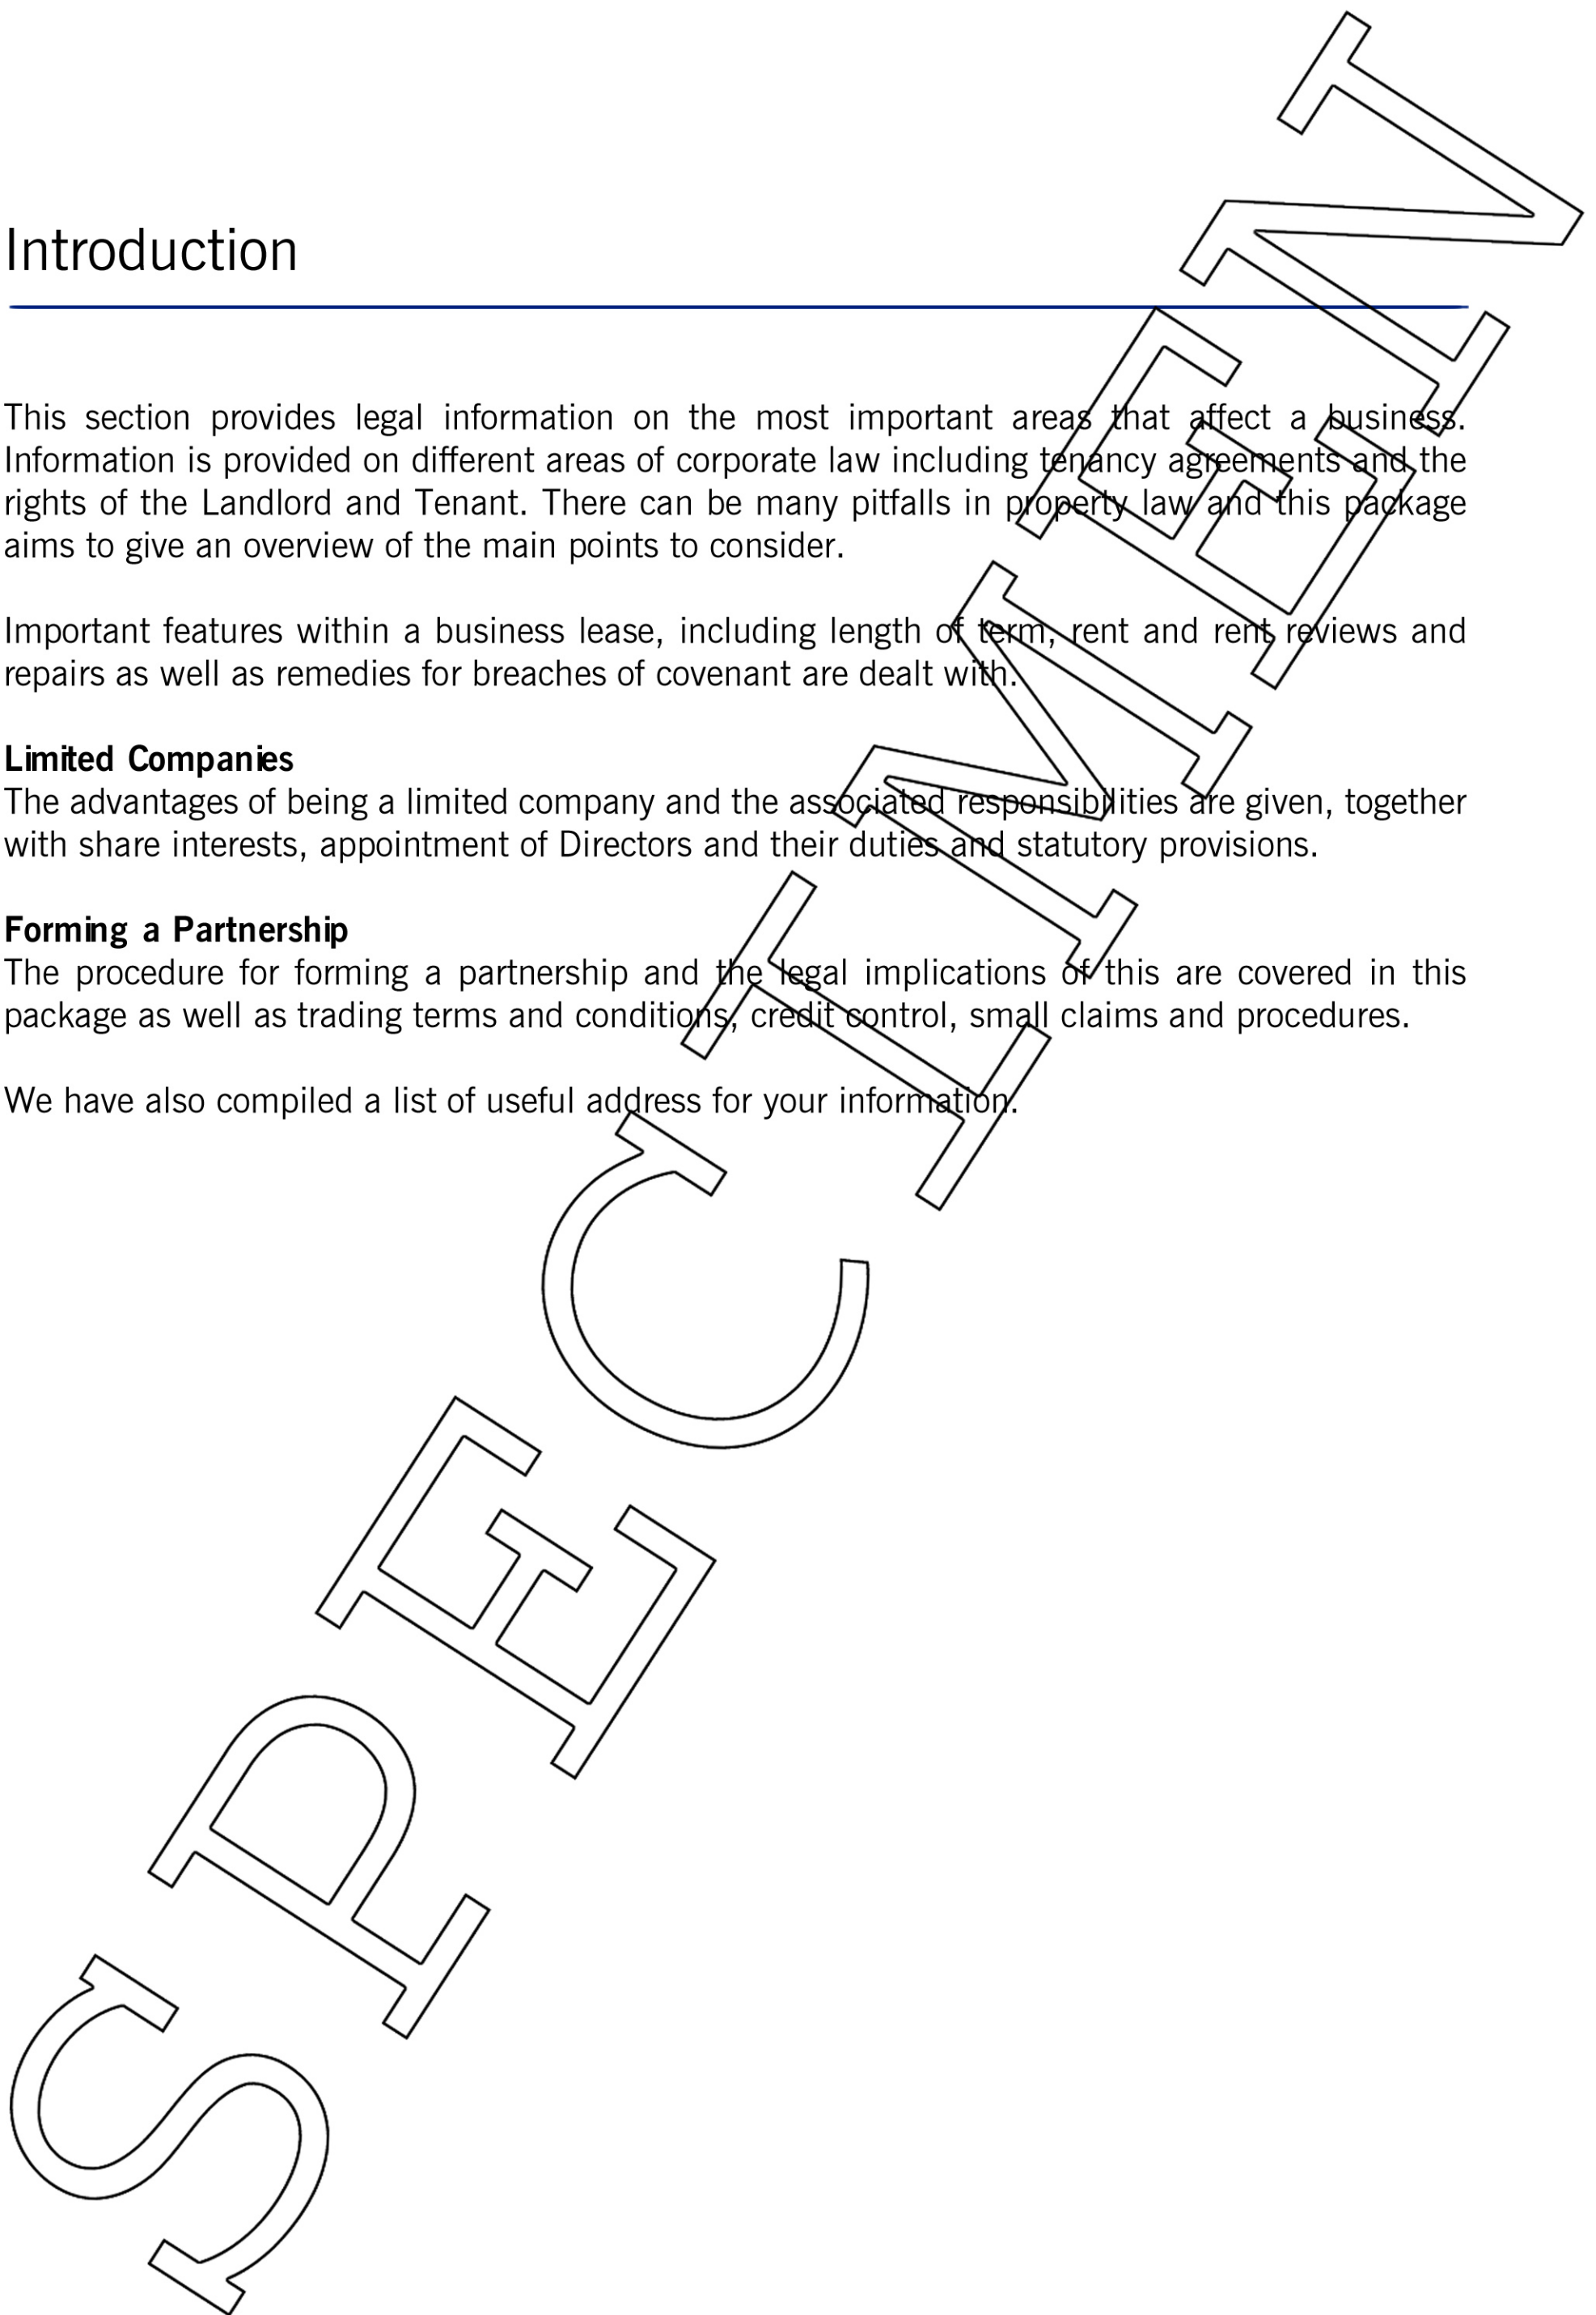 Introduction
This section provides legal information on the most important areas that affect a business.
Information is provided on different areas of corporate law including tenancy agreements and the
rights of the Landlord and Tenant. There can be many pitfalls in property law and this package
aims to give an overview of the main points to consider.
Important features within a business lease, including length of term, rent and rent reviews and
repairs as well as remedies for breaches of covenant are dealt with.
Limited Companies
The advantages of being a limited company and the associated responsibilities are given, together
with share interests, appointment of Directors and their duties and statutory provisions.
Forming a Partnership
The procedure for forming a partnership and the legal implications of this are covered in this
package as well as trading terms and conditions, credit control, small claims and procedures.
We have also compiled a list of useful address for your information.
SPECIMEN